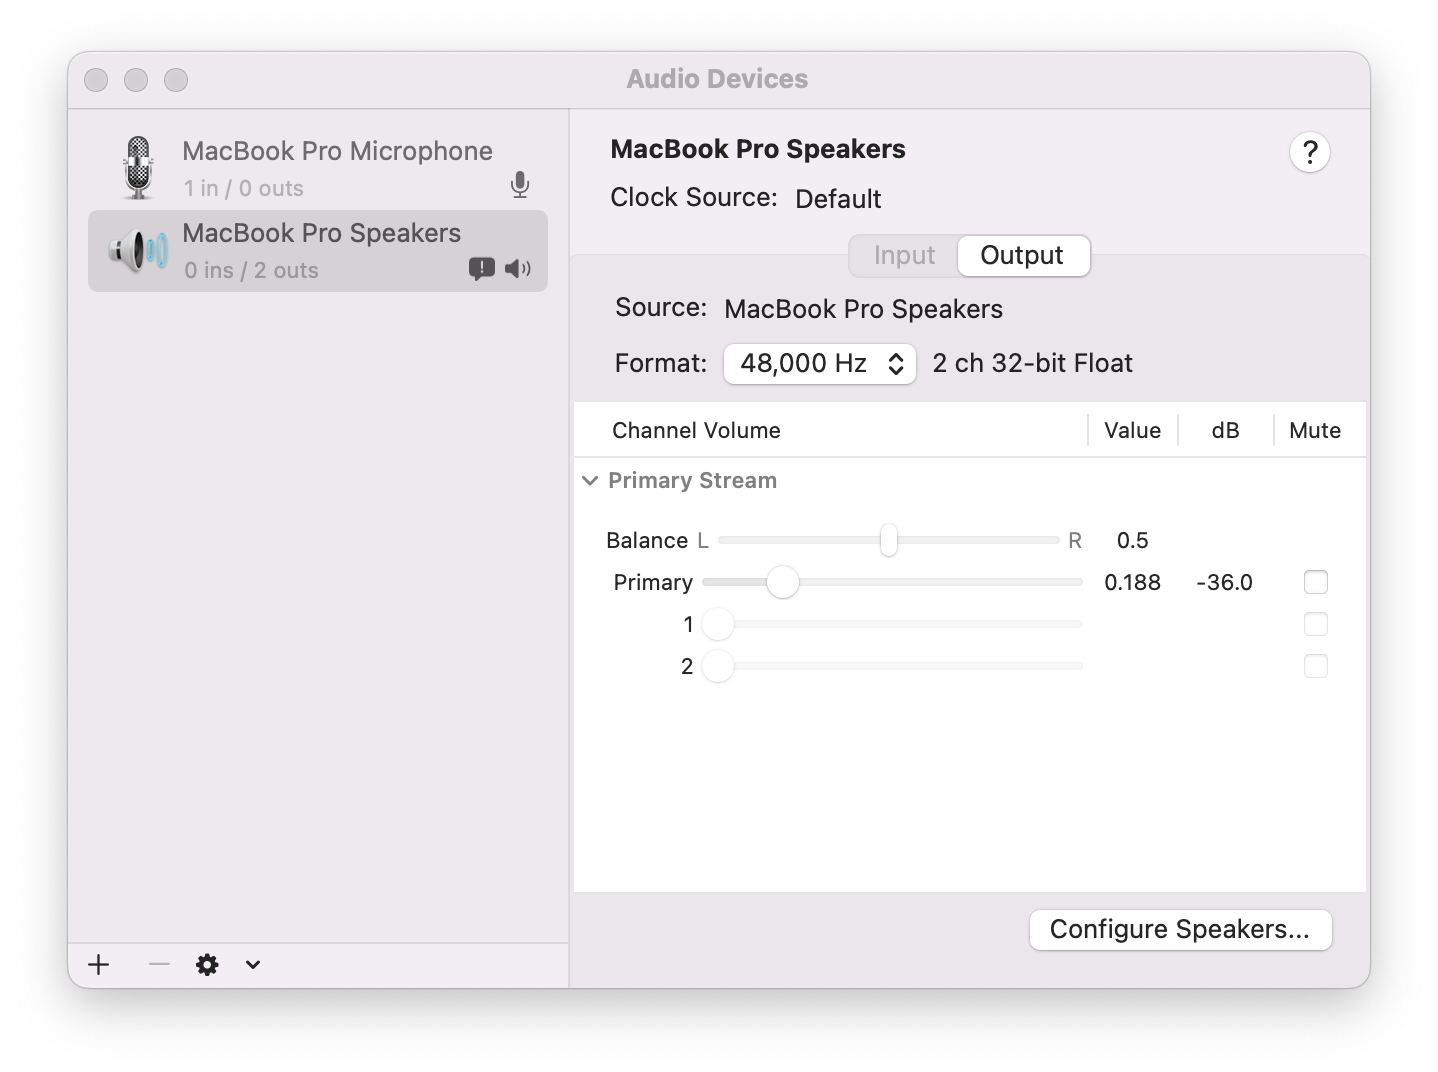 Audio Devices
MacBook Pro Microphone
1 in / 0 outs
MacBook Pro Speakers
0 ins / 2 outs
MacBook Pro Speakers
?
Clock Source: Default
Input Output
Source: MacBook Pro Speakers
Format: 48,000 Hz 2 ch 32-bit Float
Channel Volume Value dB Mute
Primary Stream
Balance L R 0.5
Primary 0.188 -36.0
1
2
Configure Speakers...